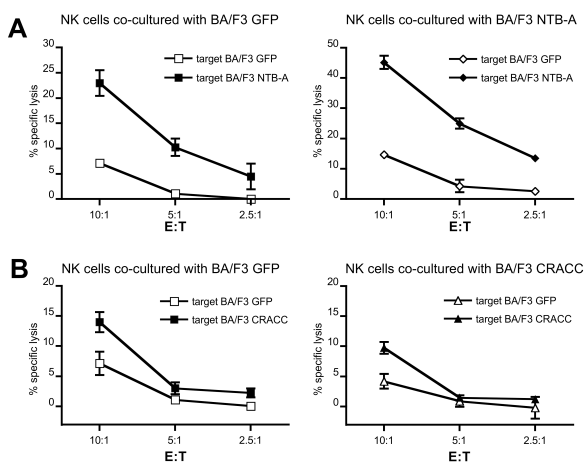 A
NK cells co-cultured with BA/F3 GFP
% specific lysis
30
25
20
15
10
5
0
target BA/F3 GFP
target BA/F3 NTB-A
10:1 5:1 2.5:1
E:T
NK cells co-cultured with BA/F3 NTB-A
% specific lysis
50
40
30
20
10
0
target BA/F3 GFP
target BA/F3 NTB-A
10:1 5:1 2.5:1
E:T
B
NK cells co-cultured with BA/F3 GFP
% specific lysis
20
15
10
5
0
target BA/F3 GFP
target BA/F3 CRACC
10:1 5:1 2.5:1
E:T
NK cells co-cultured with BA/F3 CRACC
% specific lysis
20
15
10
5
0
target BA/F3 GFP
target BA/F3 CRACC
10:1 5:1 2.5:1
E:T